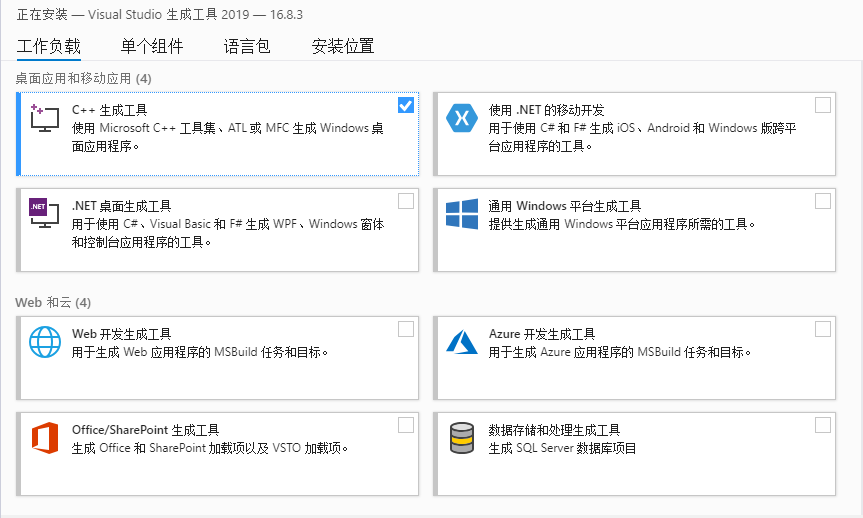 正在安装 — Visual Studio 生成工具 2019 — 16.8.3
工作负载 单个组件 语言包 安装位置
桌面应用和移动应用 (4)
C++ 生成工具
使用 Microsoft C++ 工具集、ATL 或 MFC 生成 Windows 桌
面应用程序。
使用 .NET 的移动开发
用于使用 C# 和 F# 生成 iOS、Android 和 Windows 版跨平
台应用程序的工具。
.NET
.NET 桌面生成工具
用于使用 C#、Visual Basic 和 F# 生成 WPF、Windows 窗体
和控制台应用程序的工具。
通用 Windows 平台生成工具
提供生成通用 Windows 平台应用程序所需的工具。
Web 和云 (4)
Web 开发生成工具
用于生成 Web 应用程序的 MSBuild 任务和目标。
Azure 开发生成工具
用于生成 Azure 应用程序的 MSBuild 任务和目标。
Office/SharePoint 生成工具
生成 Office 和 SharePoint 加载项以及 VSTO 加载项。
数据存储和处理生成工具
生成 SQL Server 数据库项目